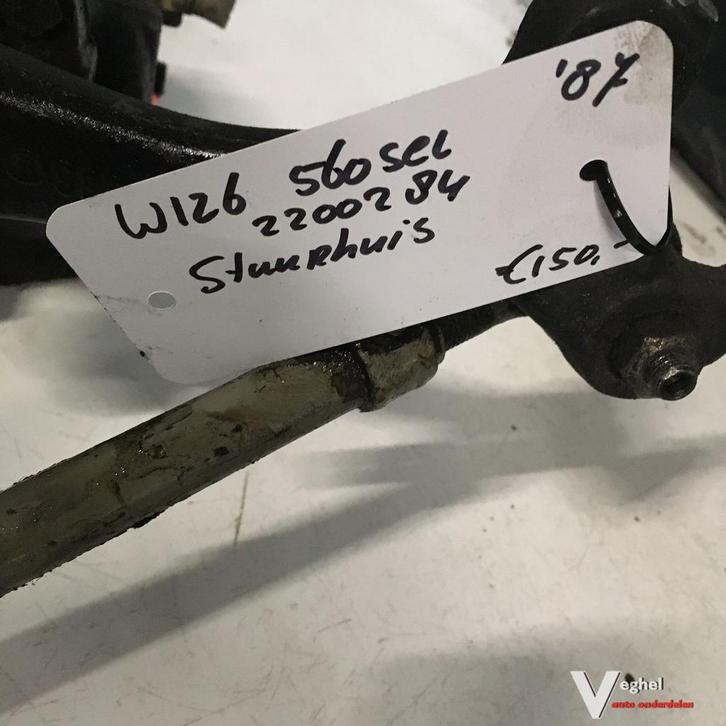 '87
W126 560SEL
2200284
Stuurhuis
€150,-
Veghel
auto onderdelen